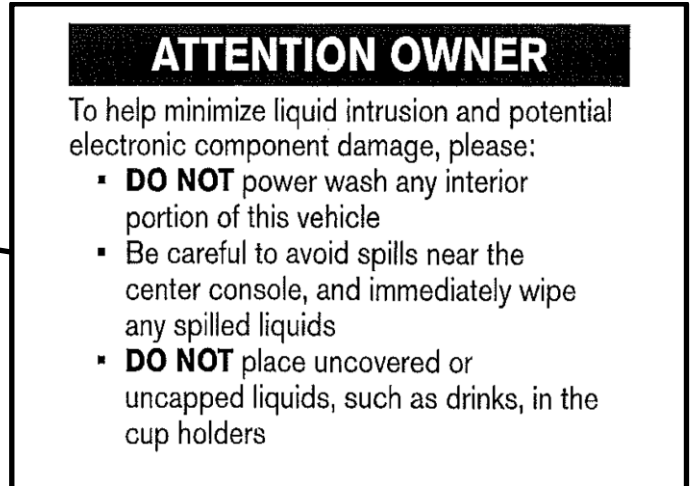 ATTENTION OWNER
To help minimize liquid intrusion and potential
electronic component damage, please:
▪ DO NOT power wash any interior
portion of this vehicle
▪ Be careful to avoid spills near the
center console, and immediately wipe
any spilled liquids
▪ DO NOT place uncovered or
uncapped liquids, such as drinks, in the
cup holders